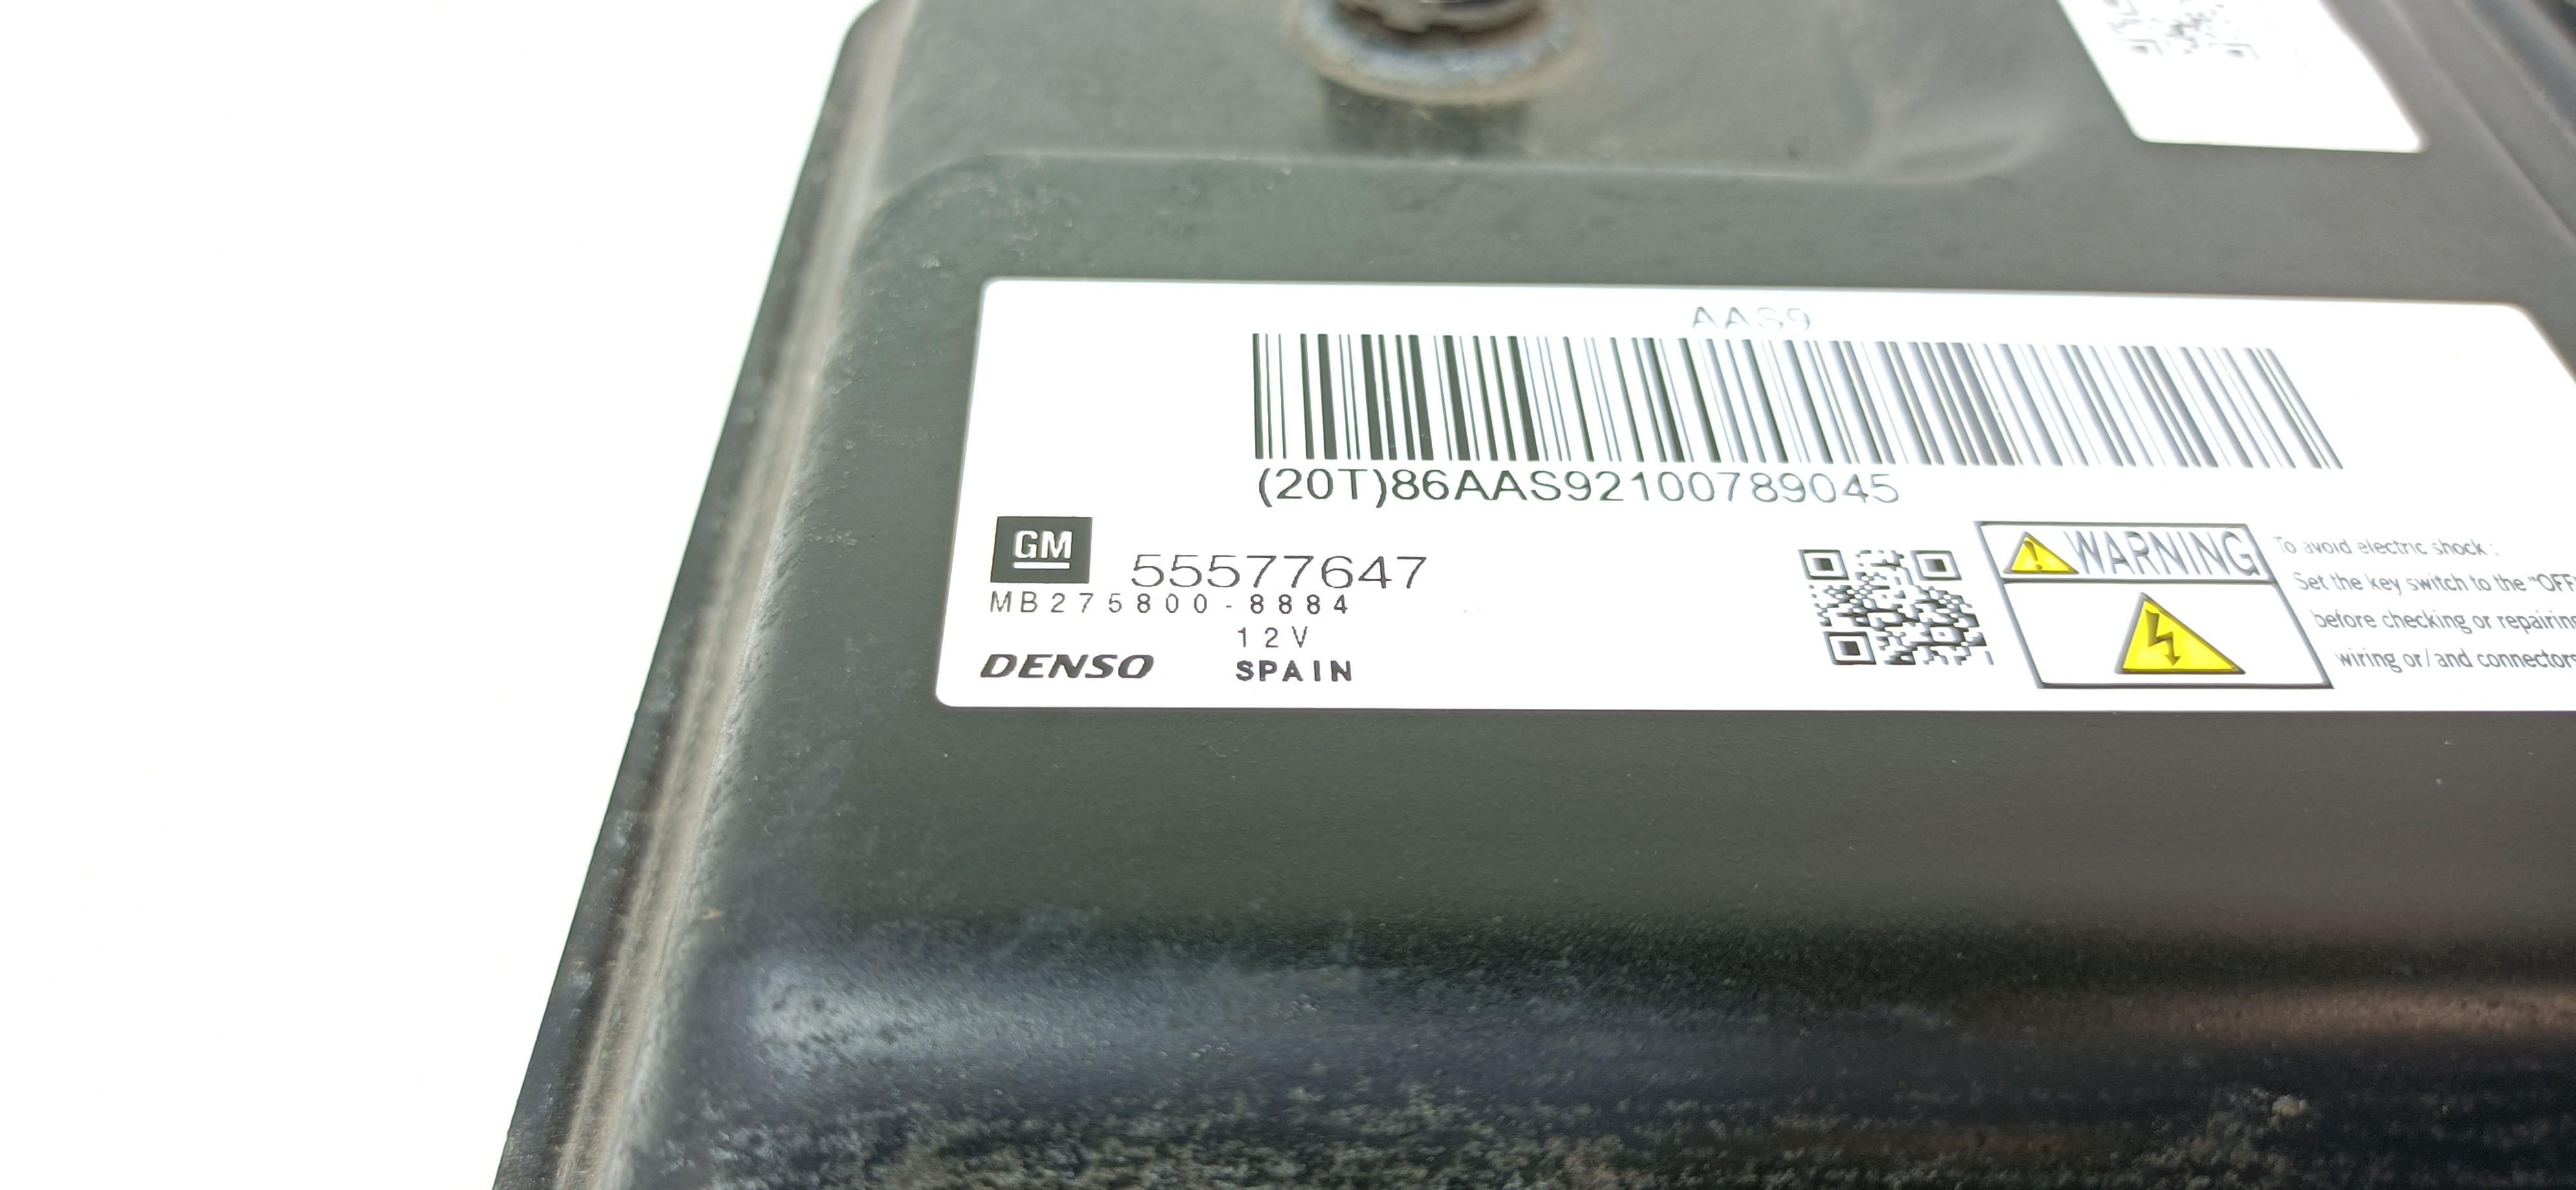 AAS9
(20T)86AAS92100789045
GM
55577647
MB275800-8884
12V
DENSO SPAIN
WARNING
To avoid electric shock :
Set the key switch to the "OFF"
before checking or repairing
wiring or/and connectors